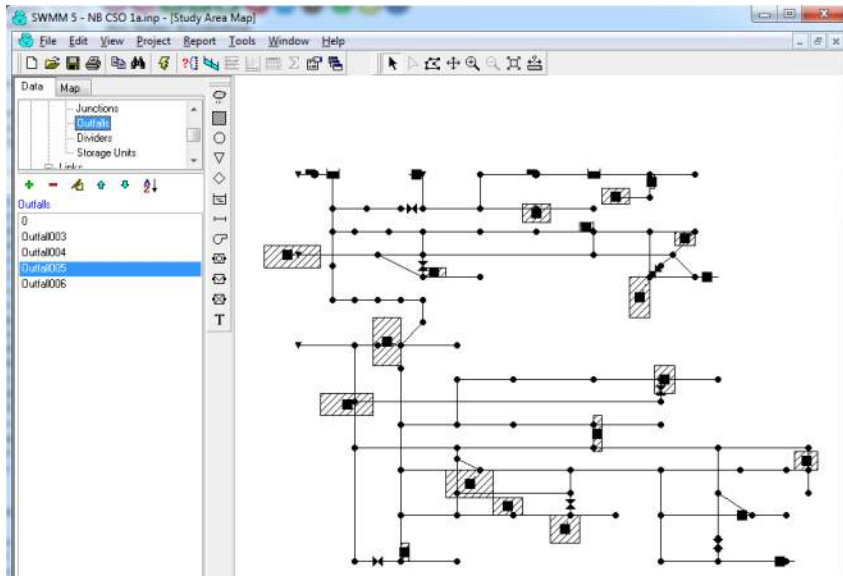 SWMM 5 - NB CSO 1a.inp - [Study Area Map]
File Edit View Project Report Tools Window Help
Data Map
Junctions
Outfalls
Dividers
Storage Units
Links
Outfalls
0
Outfall003
Outfall004
Outfall005
Outfall006
T